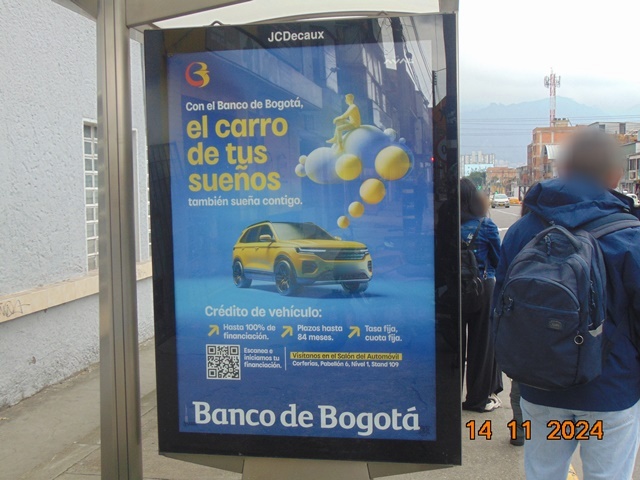 JCDecaux
Con el Banco de Bogotá,
el carro
de tus
sueños
también sueña contigo.
Crédito de vehículo:
Hasta 100% de
financiación.
Plazos hasta
84 meses.
Tasa fija,
cuota fija.
Escanea e
iniciemos tu
financiación.
Visítanos en el Salón del Automóvil
Corferias, Pabellón 6, Nivel 1, Stand 109
Banco de Bogotá
14 11 2024